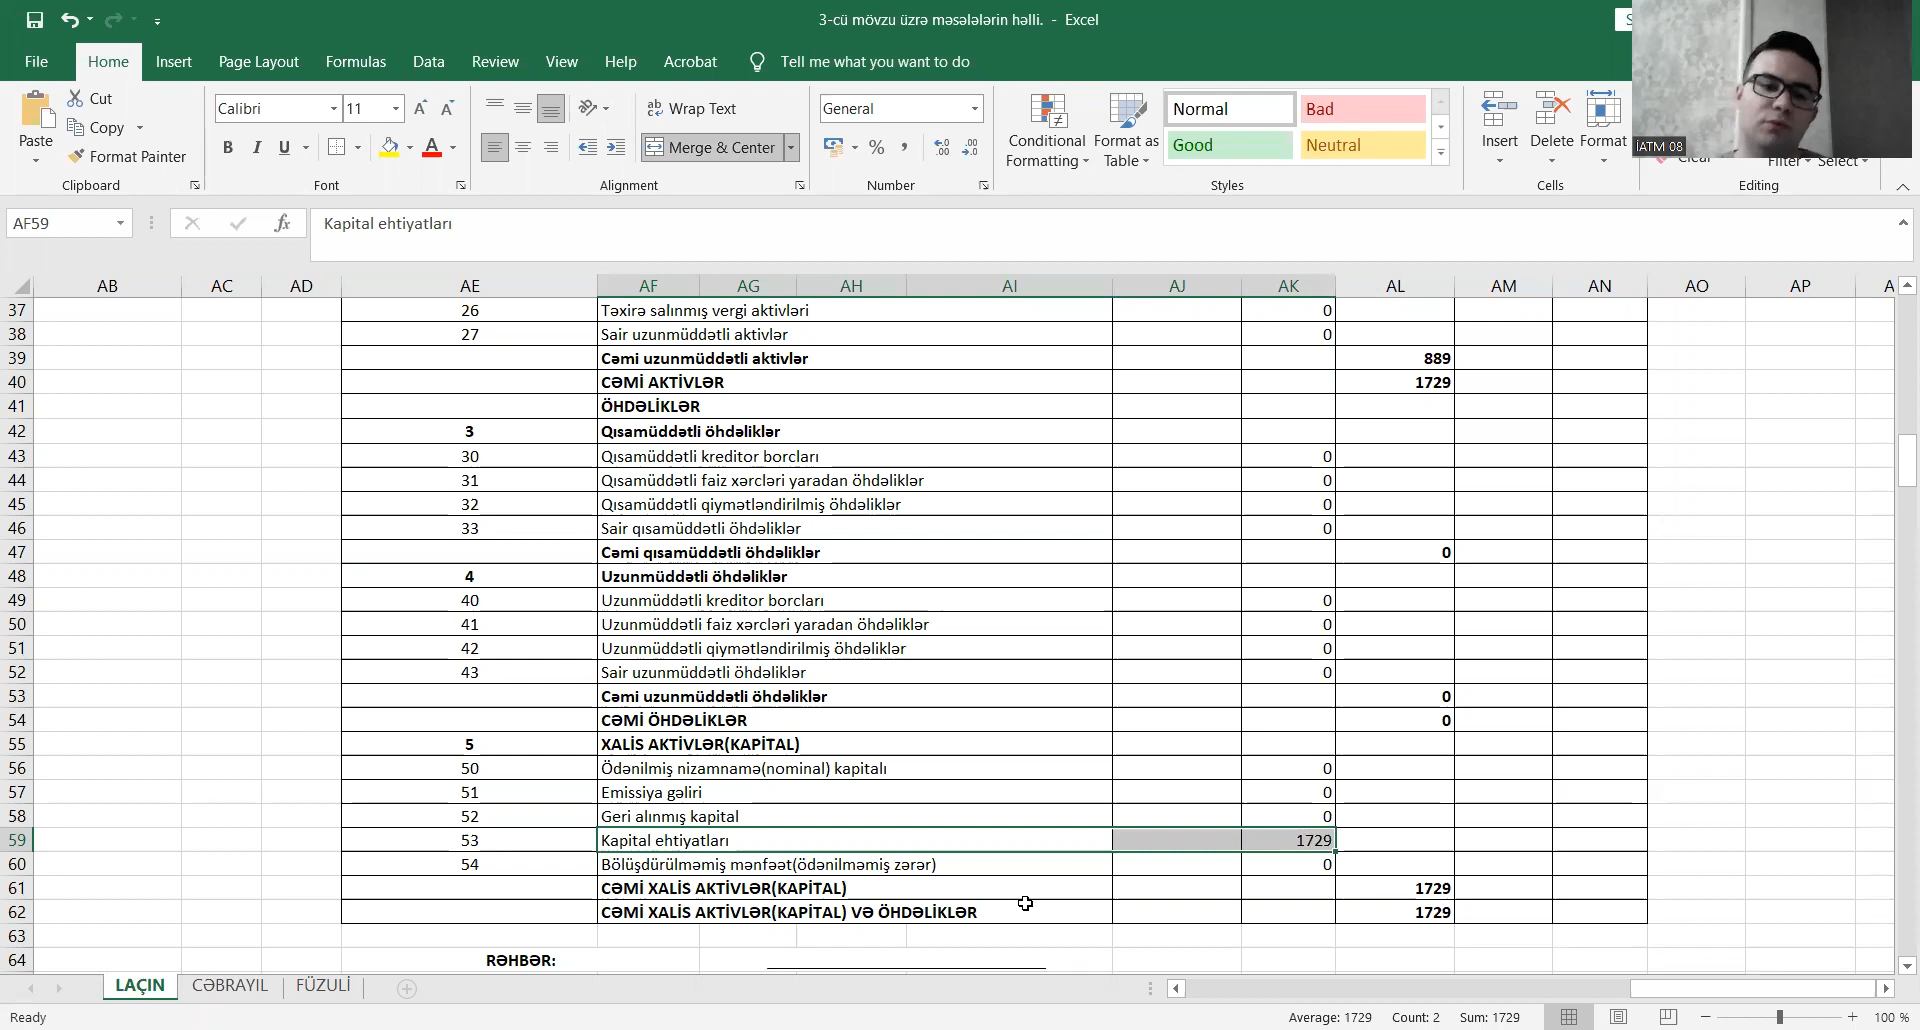 3-cü mövzu üzrə məsələlərin həlli. - Excel
File Home Insert Page Layout Formulas Data Review View Help Acrobat Tell me what you want to do
Paste Cut Copy Format Painter Clipboard
Calibri 11 B I U Font
Wrap Text Merge & Center Alignment
General % Number
Conditional Formatting Format as Table Normal Bad Good Neutral Styles
Insert Delete Format Cells
Clear Filter Select Editing
iATM 08
AF59 fx Kapital ehtiyatları
AB AC AD AE AF AG AH AI AJ AK AL AM AN AO AP A
37 26 Təxirə salınmış vergi aktivləri 0
38 27 Sair uzunmüddətli aktivlər 0
39 Cəmi uzunmüddətli aktivlər 889
40 CƏMİ AKTİVLƏR 1729
41 ÖHDƏLİKLƏR
42 3 Qısamüddətli öhdəliklər
43 30 Qısamüddətli kreditor borcları 0
44 31 Qısamüddətli faiz xərcləri yaradan öhdəliklər 0
45 32 Qısamüddətli qiymətləndirilmiş öhdəliklər 0
46 33 Sair qısamüddətli öhdəliklər 0
47 Cəmi qısamüddətli öhdəliklər 0
48 4 Uzunmüddətli öhdəliklər
49 40 Uzunmüddətli kreditor borcları 0
50 41 Uzunmüddətli faiz xərcləri yaradan öhdəliklər 0
51 42 Uzunmüddətli qiymətləndirilmiş öhdəliklər 0
52 43 Sair uzunmüddətli öhdəliklər 0
53 Cəmi uzunmüddətli öhdəliklər 0
54 CƏMİ ÖHDƏLİKLƏR 0
55 5 XALİS AKTİVLƏR(KAPİTAL)
56 50 Ödənilmiş nizamnamə(nominal) kapitalı 0
57 51 Emissiya gəliri 0
58 52 Geri alınmış kapital 0
59 53 Kapital ehtiyatları 1729
60 54 Bölüşdürülməmiş mənfəət(ödənilməmiş zərər) 0
61 CƏMİ XALİS AKTİVLƏR(KAPİTAL) 1729
62 CƏMİ XALİS AKTİVLƏR(KAPİTAL) VƏ ÖHDƏLİKLƏR 1729
63
64 RƏHBƏR:
LAÇIN CƏBRAYIL FÜZULİ
Ready Average: 1729 Count: 2 Sum: 1729 100 %